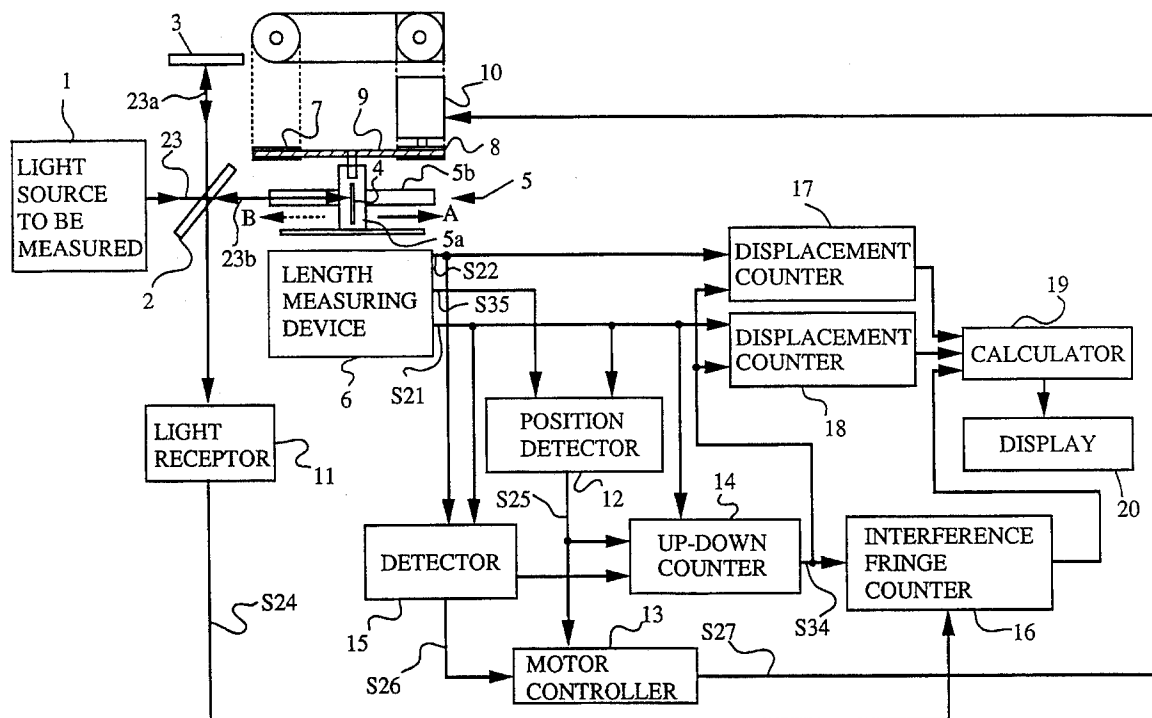 3
10
1
23a
7
9
8
LIGHT
SOURCE
TO BE
MEASURED
23
4
5b
5
B
A
23b
5a
2
17
DISPLACEMENT
COUNTER
S22
LENGTH
MEASURING
DEVICE
S35
S21
6
DISPLACEMENT
COUNTER
18
19
CALCULATOR
DISPLAY
20
LIGHT
RECEPTOR
11
POSITION
DETECTOR
12
S25
14
UP-DOWN
COUNTER
INTERFERENCE
FRINGE
COUNTER
16
DETECTOR
15
S34
S24
S26
13
MOTOR
CONTROLLER
S27